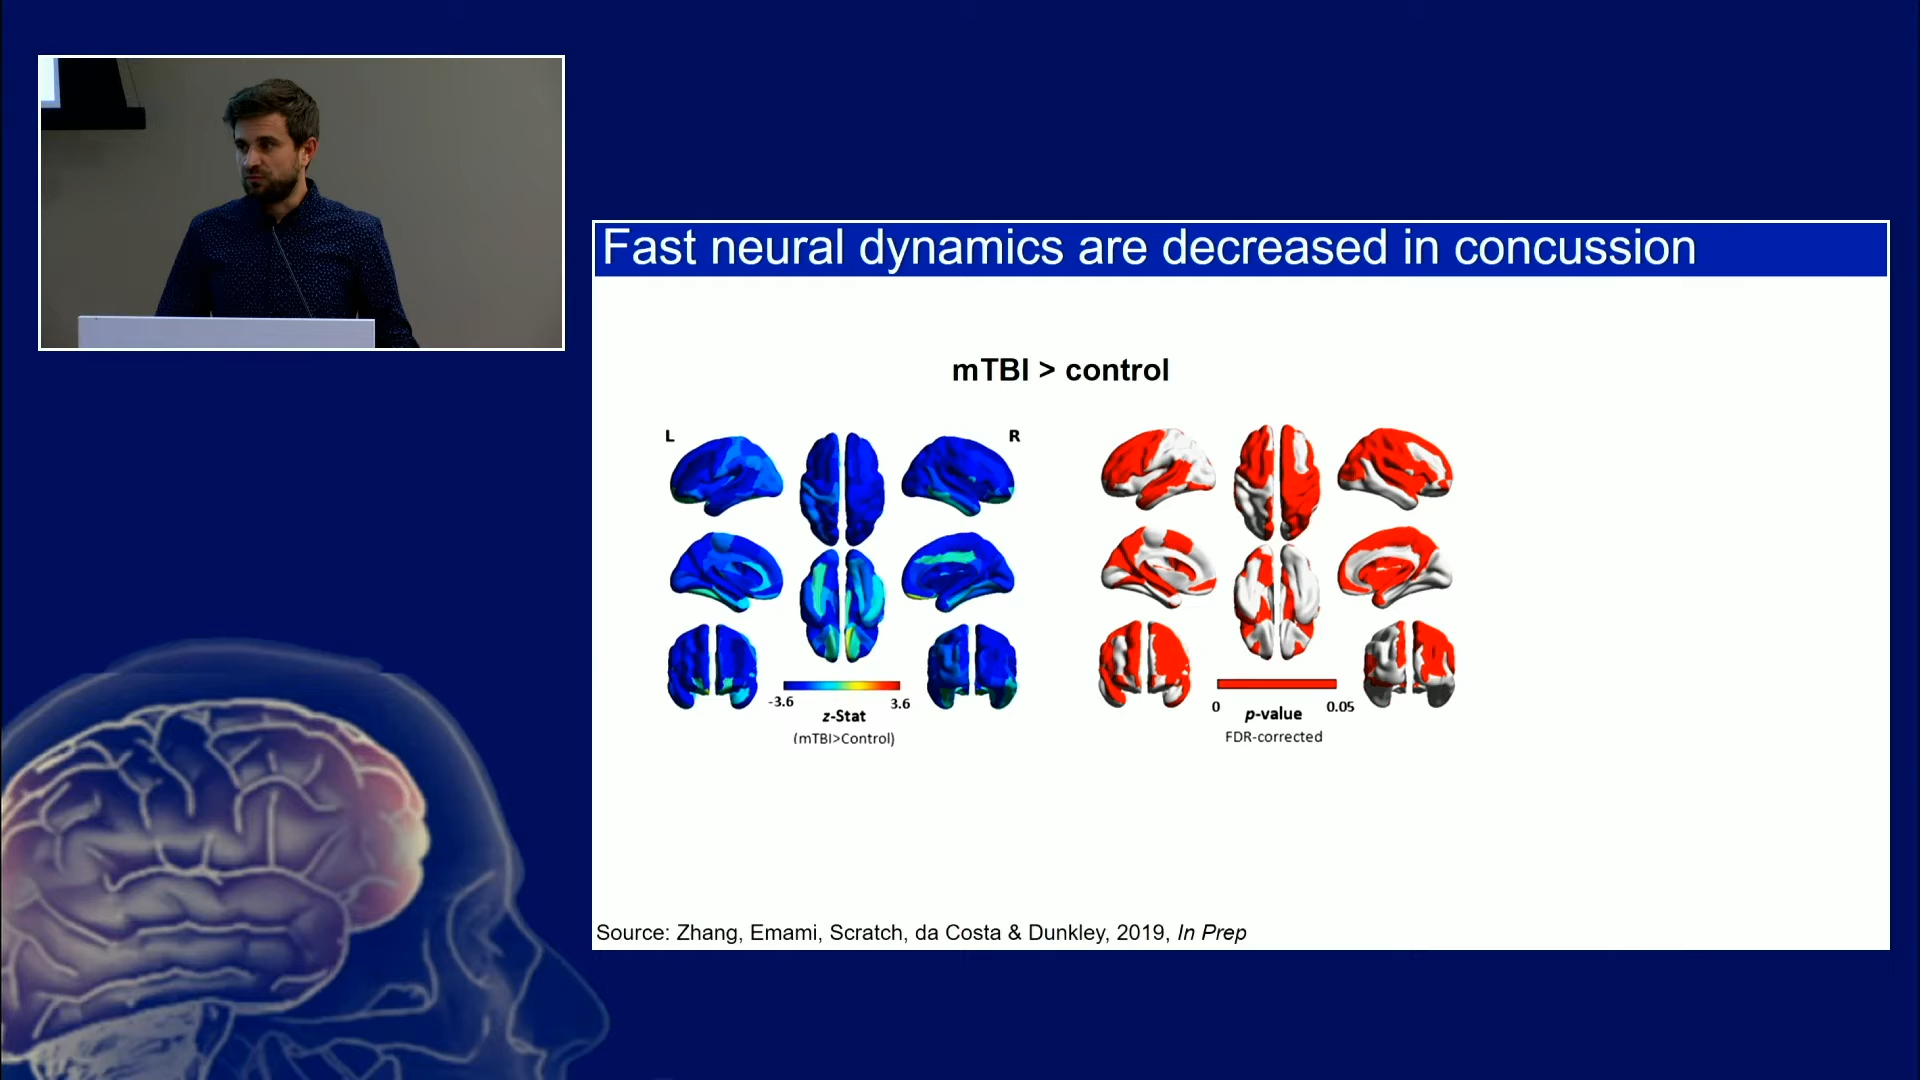 Fast neural dynamics are decreased in concussion
mTBI > control
L
R
-3.6
3.6
z-Stat
(mTBI>Control)
0
0.05
p-value
FDR-corrected
Source: Zhang, Emami, Scratch, da Costa & Dunkley, 2019, In Prep